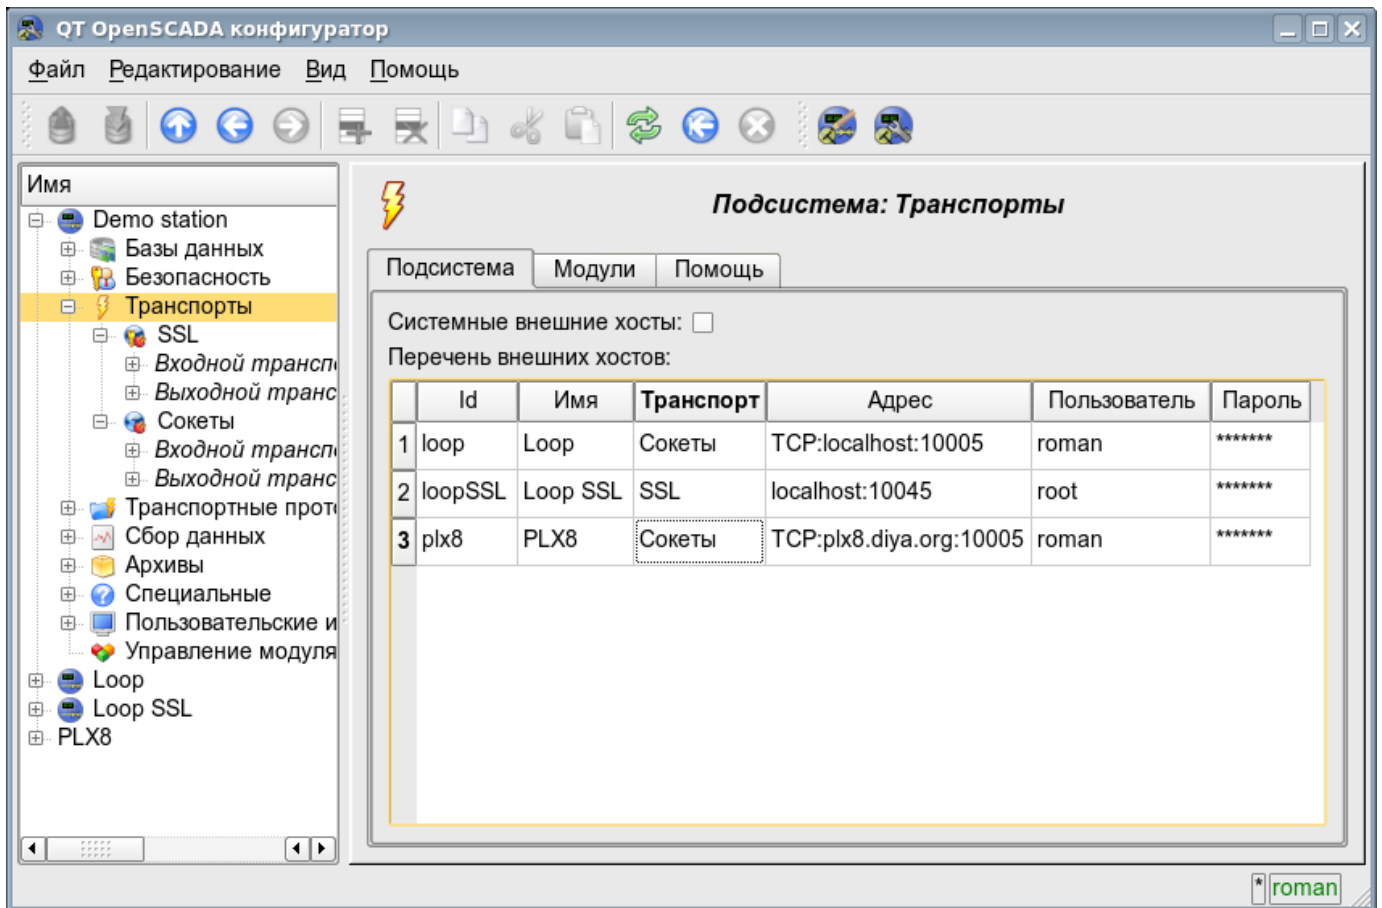 QT OpenSCADA конфигуратор
Файл Редактирование Вид Помощь
Имя
Demo station
Базы данных
Безопасность
Транспорты
SSL
Входной трансп
Выходной транс
Сокеты
Входной трансп
Выходной транс
Транспортные прот
Сбор данных
Архивы
Специальные
Пользовательские и
Управление модуля
Loop
Loop SSL
PLX8
Подсистема: Транспорты
Подсистема Модули Помощь
Системные внешние хосты:
Перечень внешних хостов:
Id Имя Транспорт Адрес Пользователь Пароль
1 loop Loop Сокеты TCP:localhost:10005 roman *******
2 loopSSL Loop SSL SSL localhost:10045 root *******
3 plx8 PLX8 Сокеты TCP:plx8.diya.org:10005 roman *******
* roman